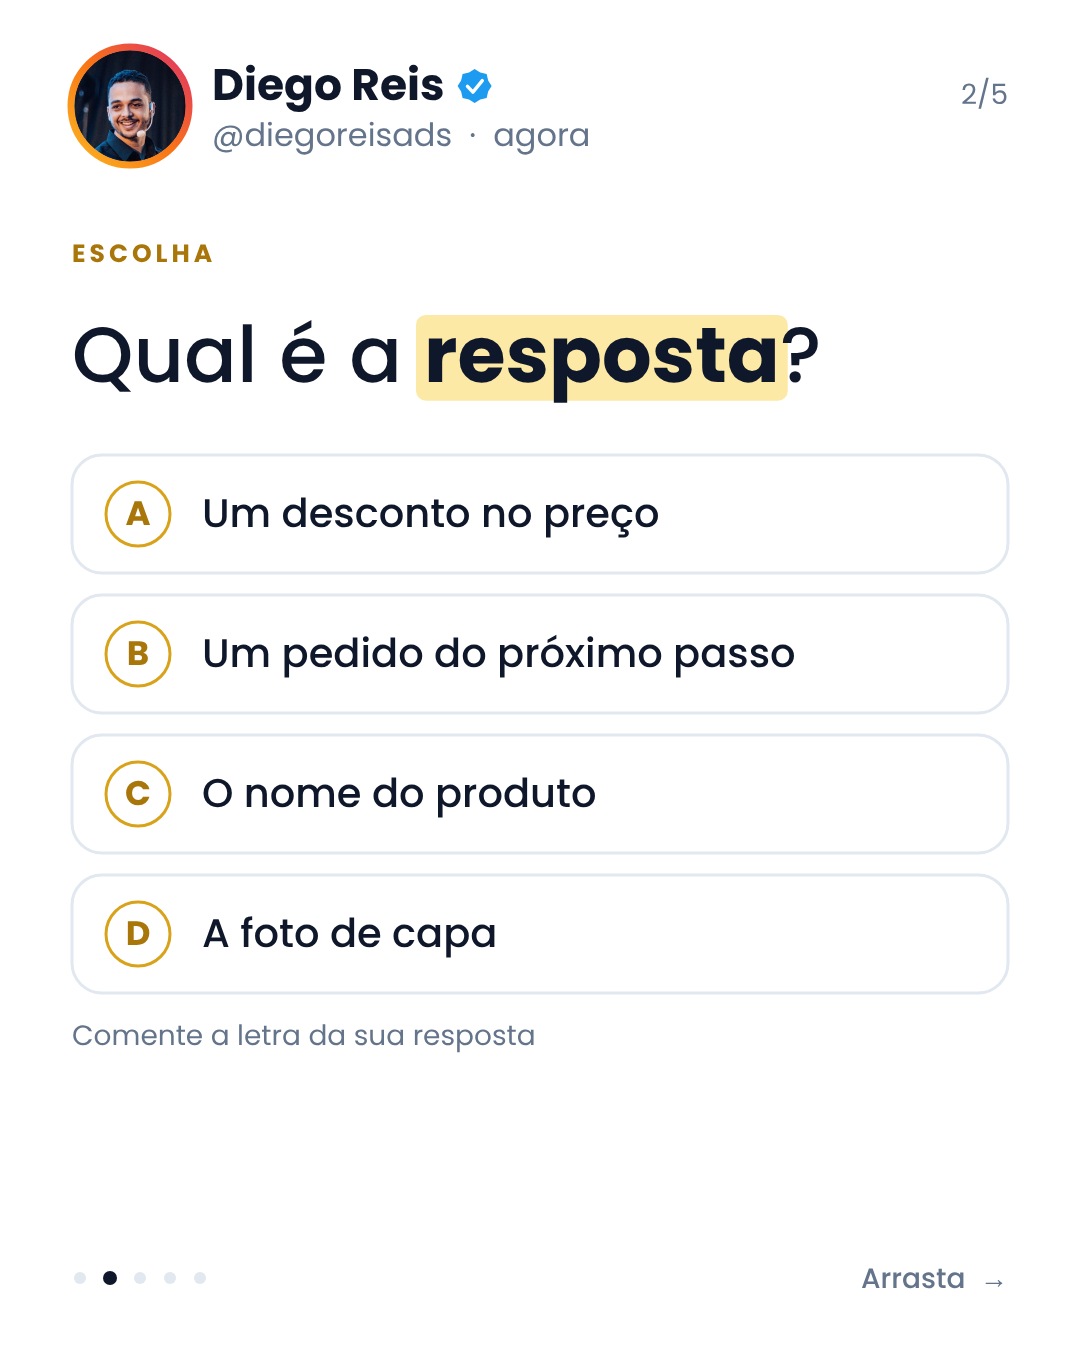 Diego Reis
2/5
@diegoreisads · agora
ESCOLHA
Qual é a resposta?
A Um desconto no preço
B Um pedido do próximo passo
C O nome do produto
D A foto de capa
Comente a letra da sua resposta
Arrasta →